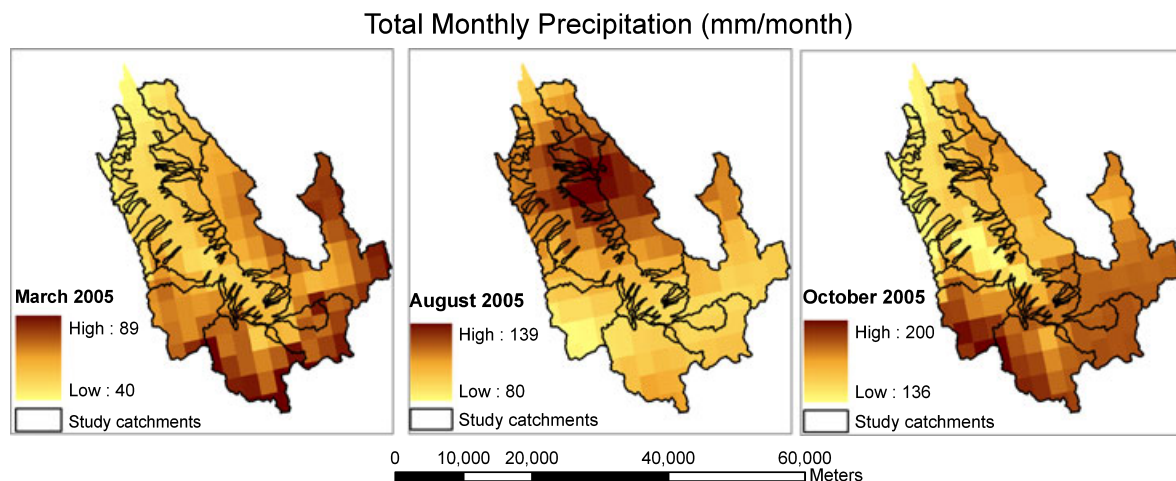 Total Monthly Precipitation (mm/month)
March 2005
High : 89
Low : 40
Study catchments
August 2005
High : 139
Low : 80
Study catchments
October 2005
High : 200
Low : 136
Study catchments
0 10,000 20,000 40,000 60,000
Meters